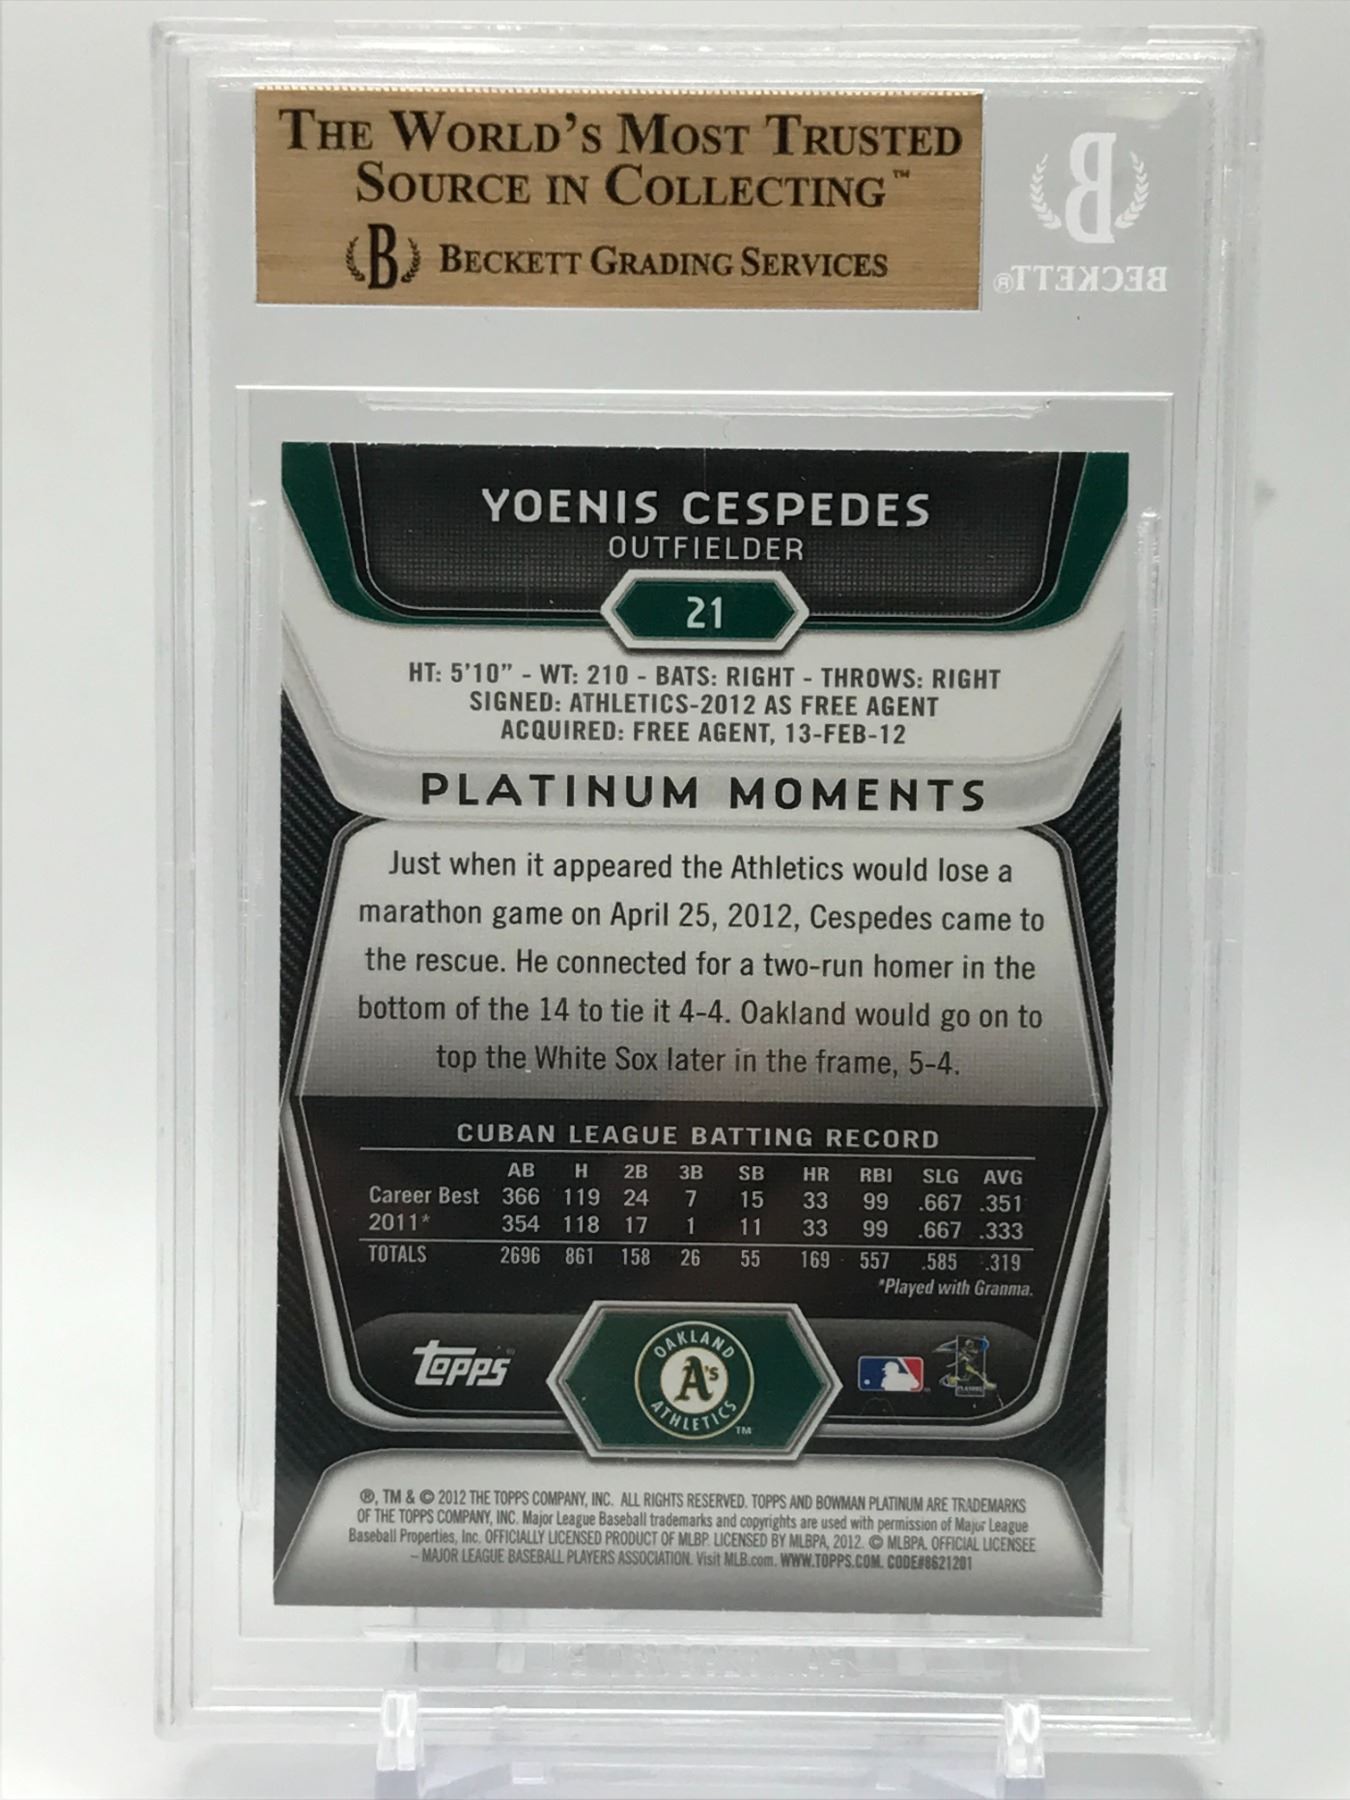 THE WORLD'S MOST TRUSTED
SOURCE IN COLLECTING™
B BECKETT GRADING SERVICES
B
BECKETT®
YOENIS CESPEDES
OUTFIELDER
21
HT: 5'10" - WT: 210 - BATS: RIGHT - THROWS: RIGHT
SIGNED: ATHLETICS-2012 AS FREE AGENT
ACQUIRED: FREE AGENT, 13-FEB-12
PLATINUM MOMENTS
Just when it appeared the Athletics would lose a
marathon game on April 25, 2012, Cespedes came to
the rescue. He connected for a two-run homer in the
bottom of the 14 to tie it 4-4. Oakland would go on to
top the White Sox later in the frame, 5-4.
CUBAN LEAGUE BATTING RECORD
AB H 2B 3B SB HR RBI SLG AVG
Career Best 366 119 24 7 15 33 99 .667 .351
2011* 354 118 17 1 11 33 99 .667 .333
TOTALS 2696 861 158 26 55 169 557 .585 .319
*Played with Granma.
Topps®
OAKLAND
A's
ATHLETICS
TM
®, TM & © 2012 THE TOPPS COMPANY, INC. ALL RIGHTS RESERVED. TOPPS AND BOWMAN PLATINUM ARE TRADEMARKS
OF THE TOPPS COMPANY, INC. Major League Baseball trademarks and copyrights are used with permission of Major League
Baseball Properties, Inc. OFFICIALLY LICENSED PRODUCT OF MLBP. LICENSED BY MLBPA, 2012. © MLBPA. OFFICIAL LICENSEE
– MAJOR LEAGUE BASEBALL PLAYERS ASSOCIATION. Visit MLB.com. WWW.TOPPS.COM. CODE#8621201